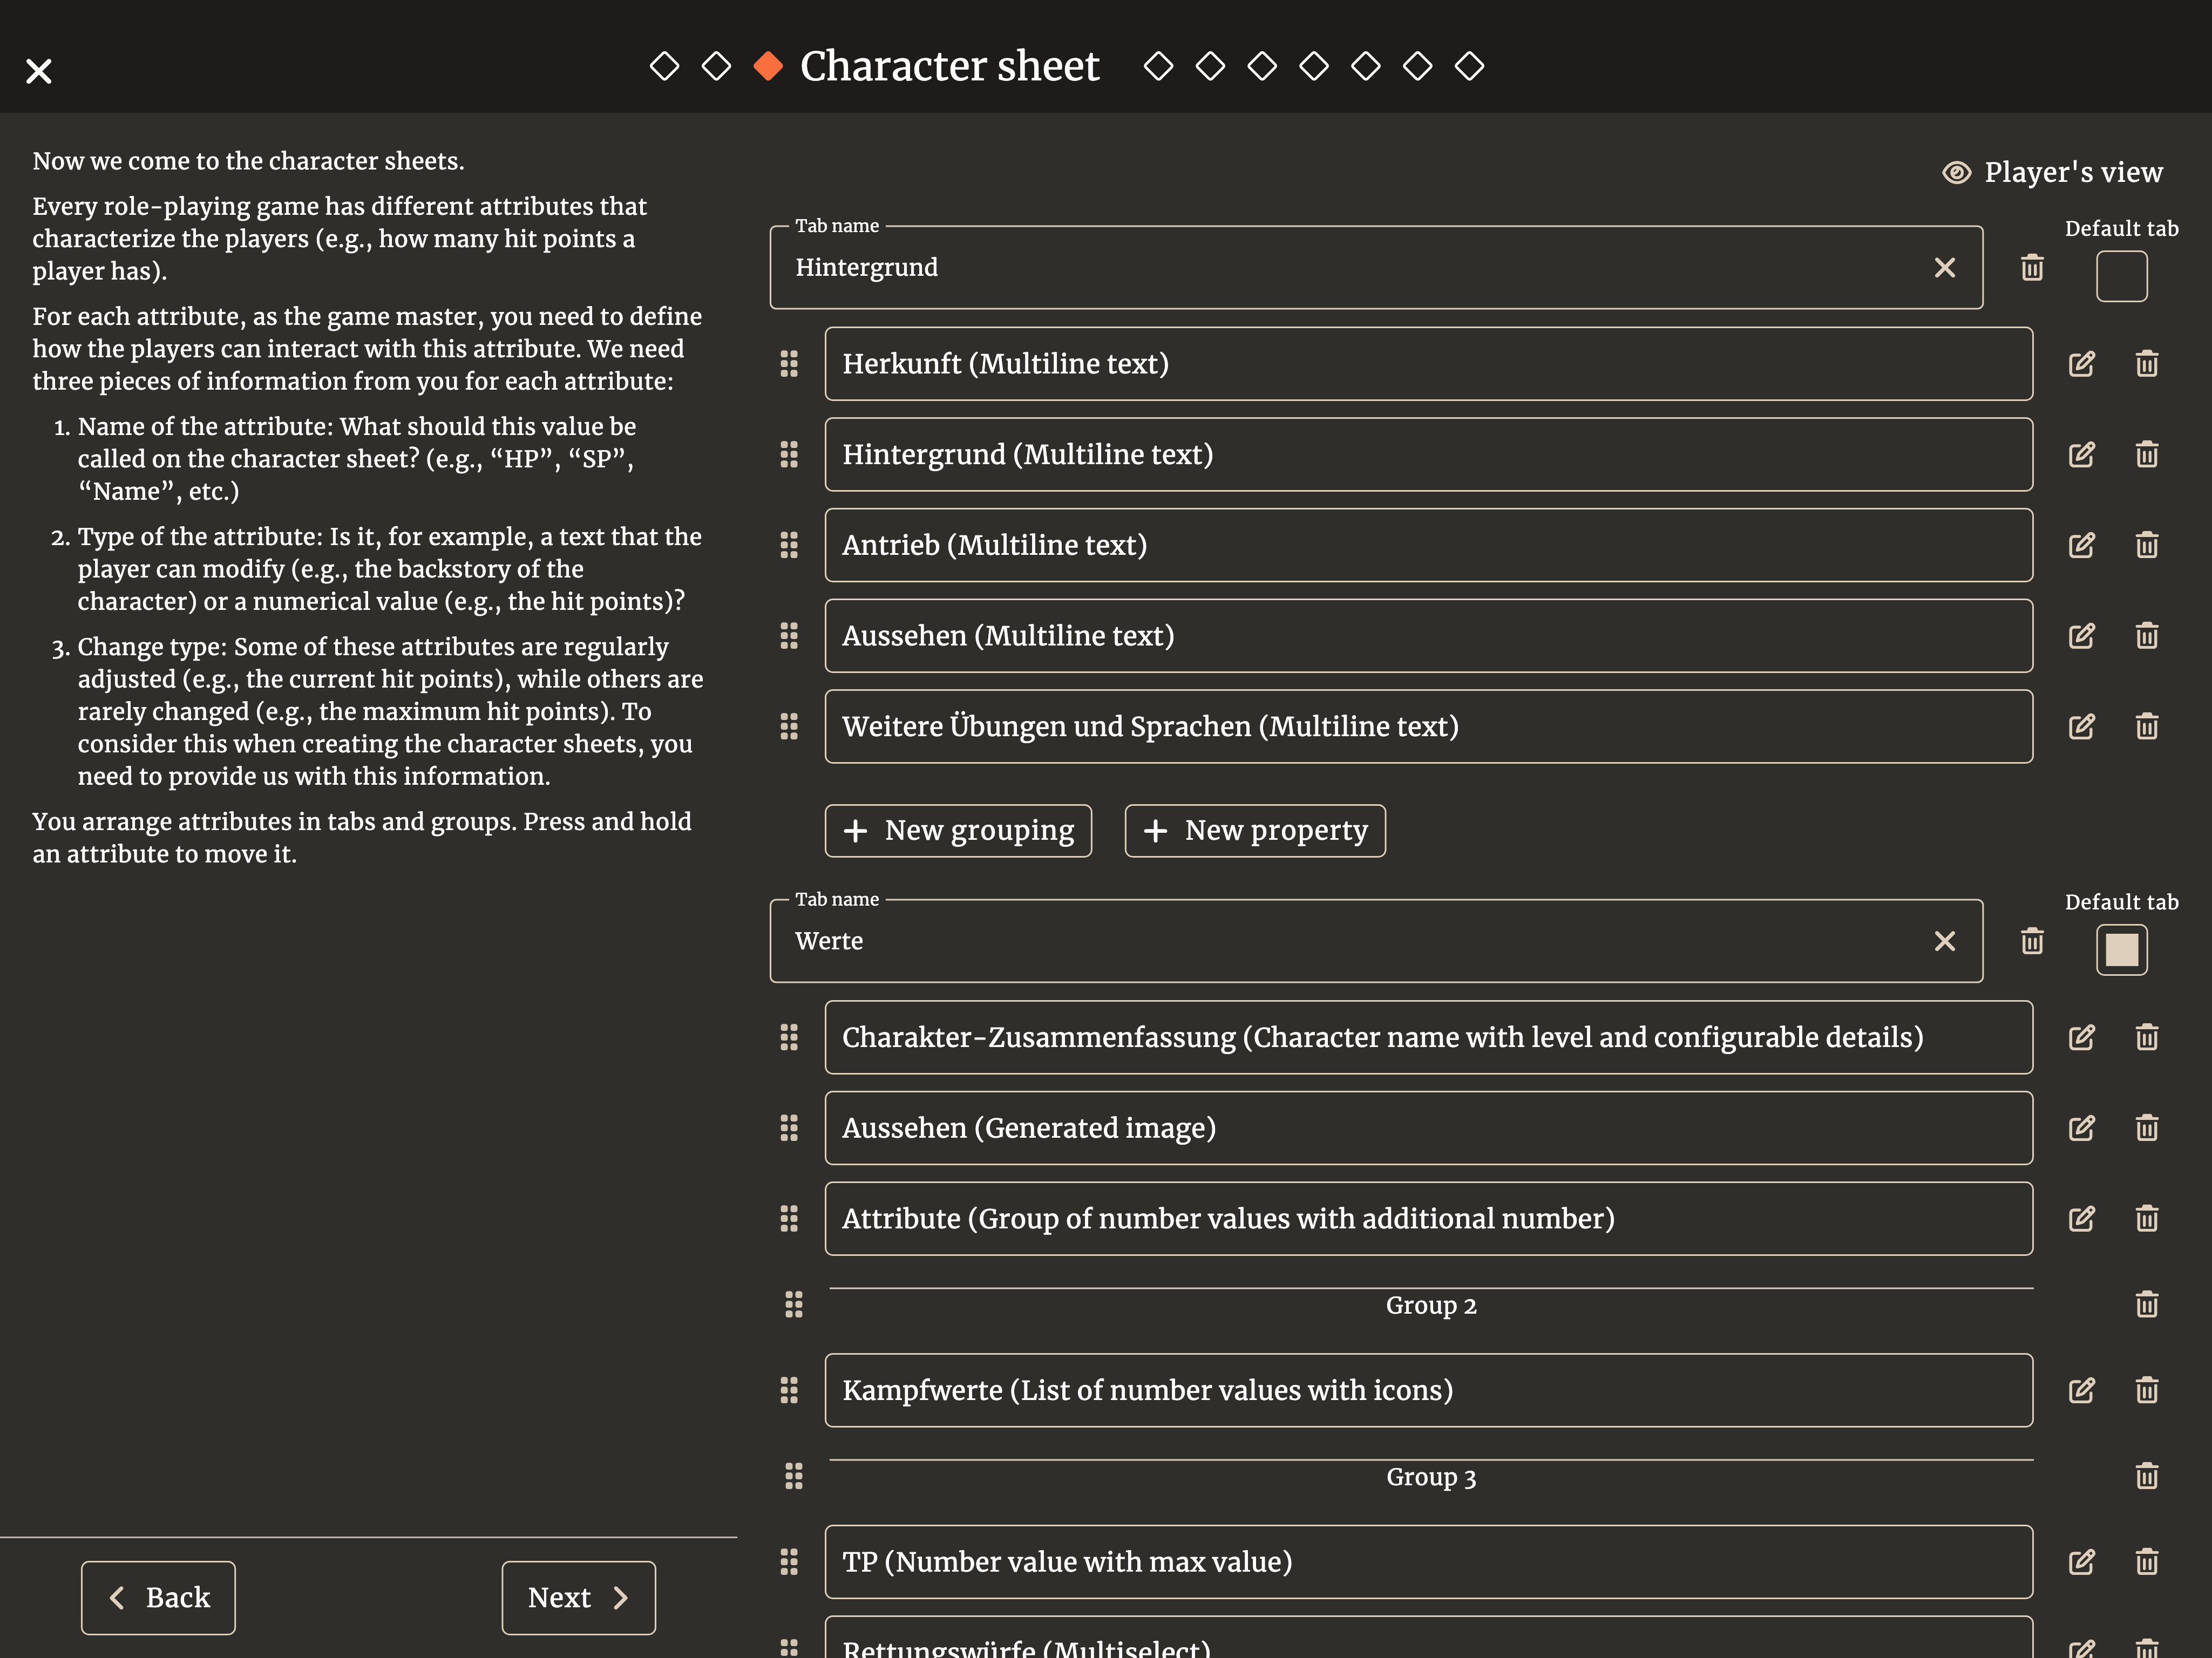 Character sheet
Now we come to the character sheets.
Every role-playing game has different attributes that
characterize the players (e.g., how many hit points a
player has).
For each attribute, as the game master, you need to define
how the players can interact with this attribute. We need
three pieces of information from you for each attribute:
1. Name of the attribute: What should this value be
called on the character sheet? (e.g., “HP”, “SP”,
“Name”, etc.)
2. Type of the attribute: Is it, for example, a text that the
player can modify (e.g., the backstory of the
character) or a numerical value (e.g., the hit points)?
3. Change type: Some of these attributes are regularly
adjusted (e.g., the current hit points), while others are
rarely changed (e.g., the maximum hit points). To
consider this when creating the character sheets, you
need to provide us with this information.
You arrange attributes in tabs and groups. Press and hold
an attribute to move it.
Back
Next
Player's view
Tab name
Default tab
Hintergrund
Herkunft (Multiline text)
Hintergrund (Multiline text)
Antrieb (Multiline text)
Aussehen (Multiline text)
Weitere Übungen und Sprachen (Multiline text)
New grouping
New property
Tab name
Default tab
Werte
Charakter-Zusammenfassung (Character name with level and configurable details)
Aussehen (Generated image)
Attribute (Group of number values with additional number)
Group 2
Kampfwerte (List of number values with icons)
Group 3
TP (Number value with max value)
Rettungswürfe (Multiselect)